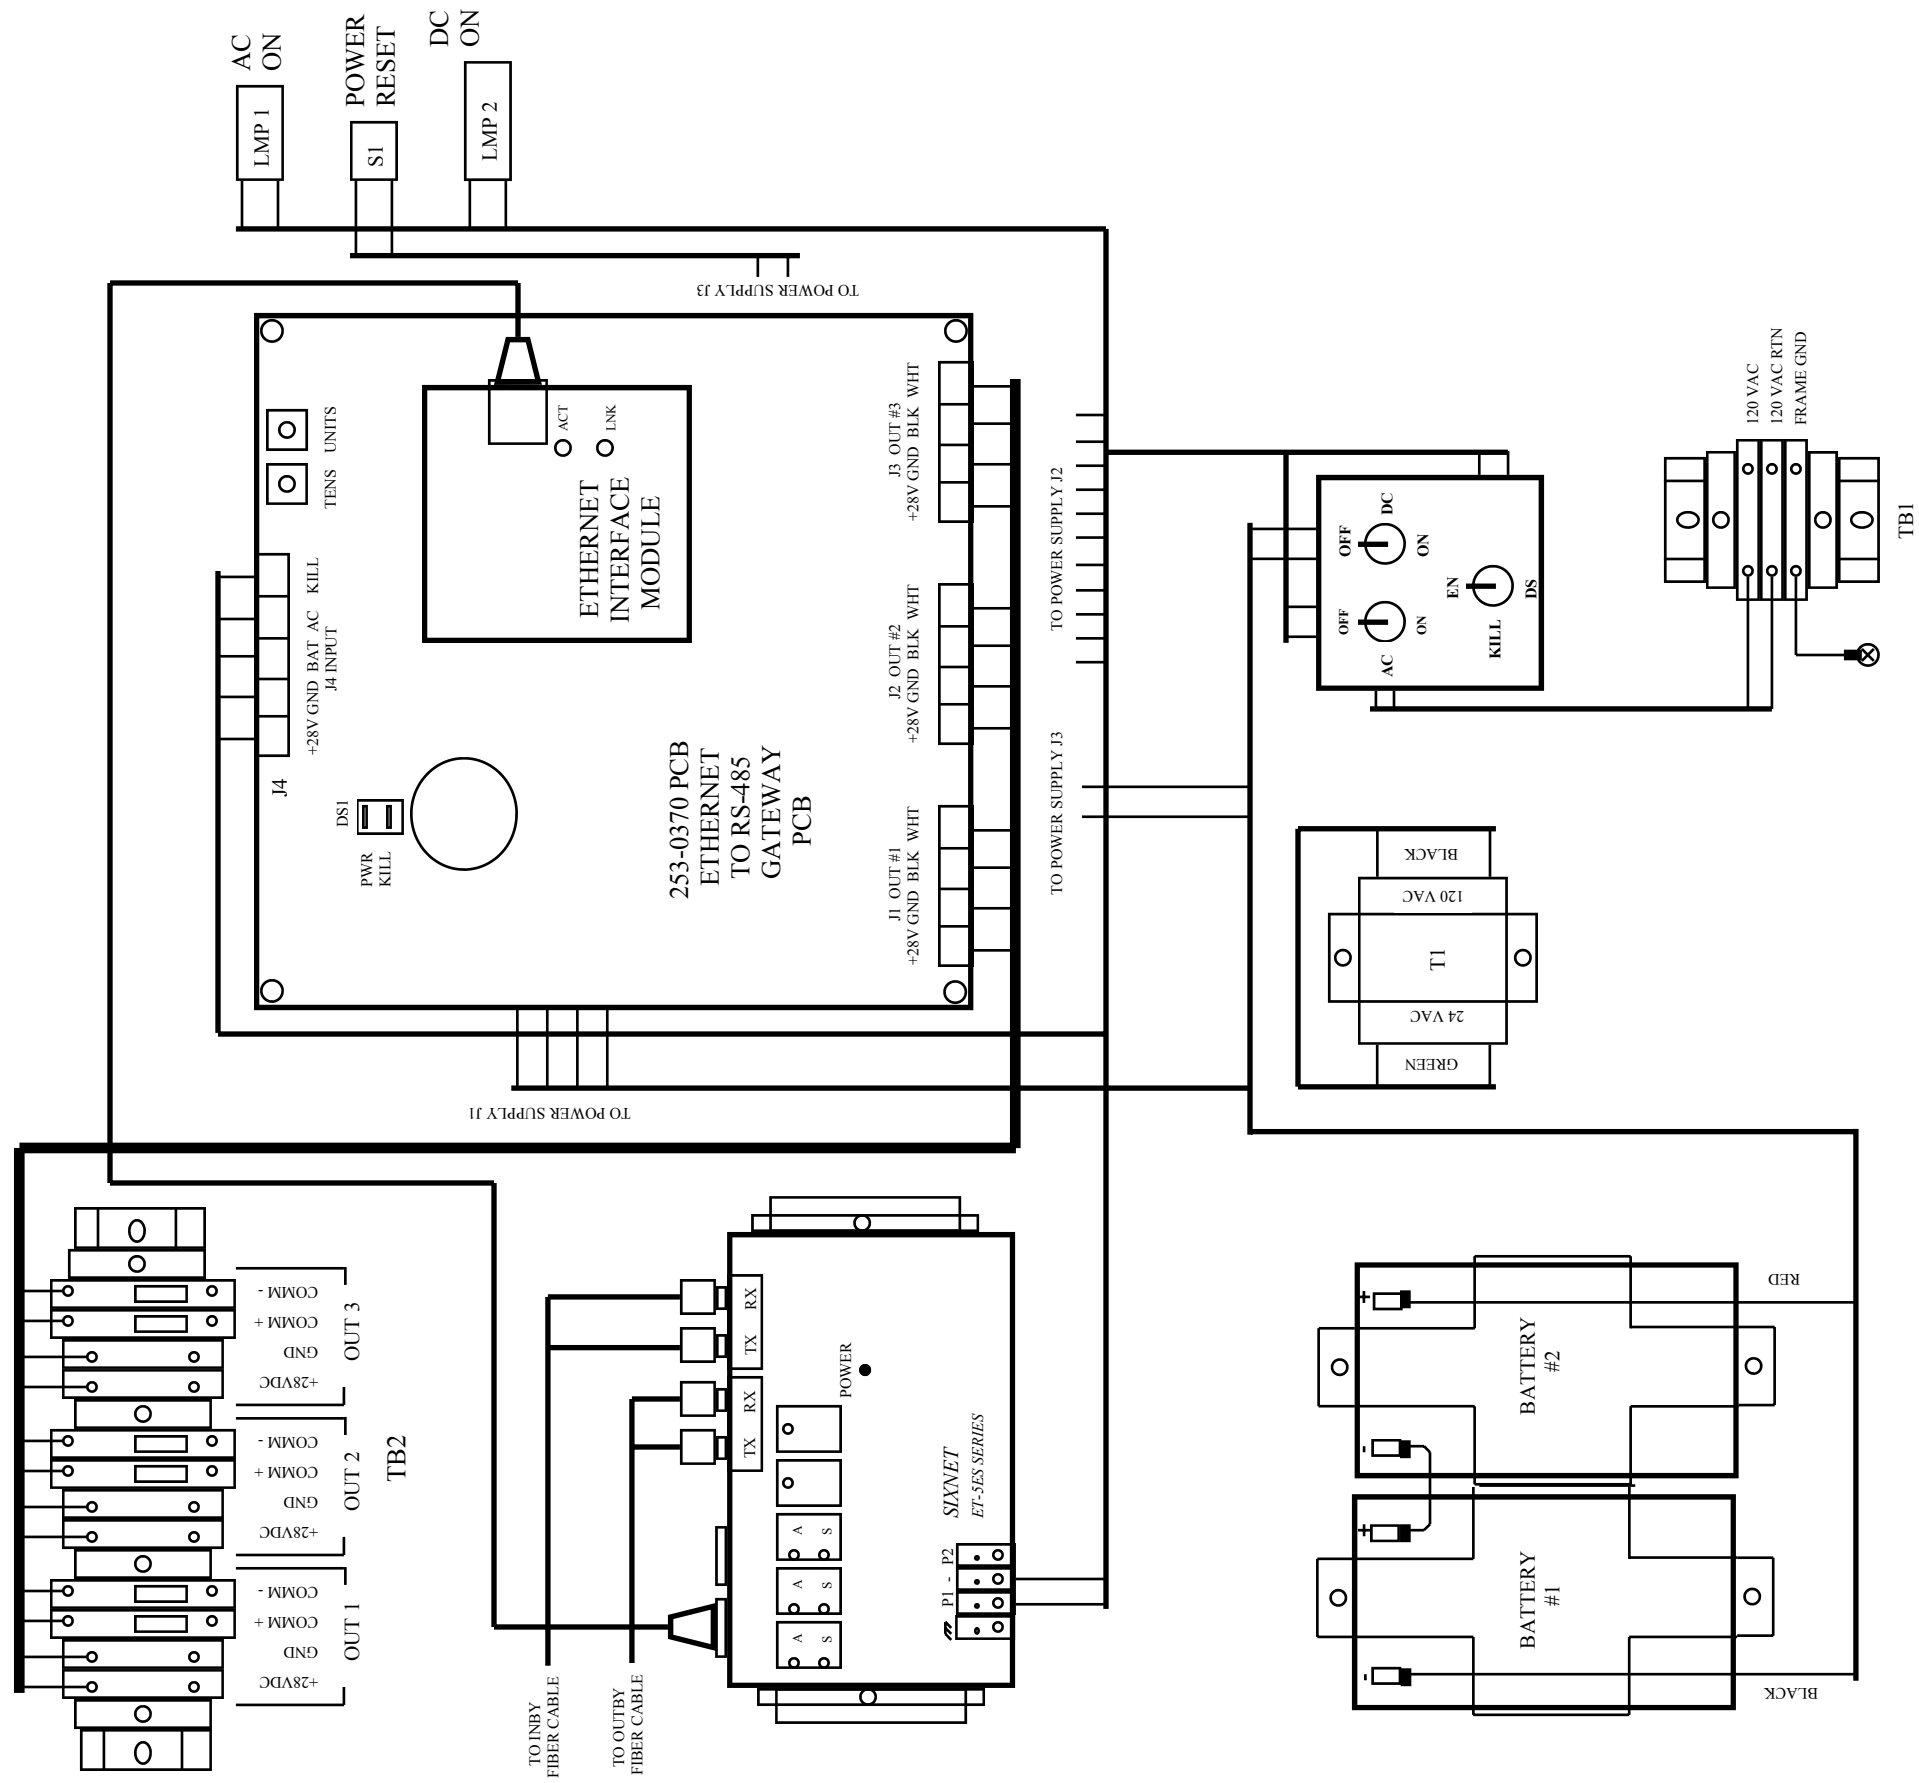 AC
ON
POWER
RESET
DC
ON
LMP 1
S1
LMP 2
TO POWER SUPPLY J3
UNITS
TENS
ACT
LNK
ETHERNET
INTERFACE
MODULE
J3 OUT #3
+28V GND BLK WHT
J2 OUT #2
+28V GND BLK WHT
J1 OUT #1
+28V GND BLK WHT
+28V GND BAT AC KILL
J4 INPUT
J4
DS1
PWR
KILL
253-0370 PCB
ETHERNET
TO RS-485
GATEWAY
PCB
TO POWER SUPPLY J2
TO POWER SUPPLY J3
TO POWER SUPPLY J1
OFF
DC
ON
OFF
AC
ON
EN
KILL
DS
120 VAC
120 VAC RTN
FRAME GND
TB1
BLACK
120 VAC
T1
24 VAC
GREEN
COMM -
COMM +
GND
+28VDC
OUT 3
COMM -
COMM +
GND
+28VDC
OUT 2
COMM -
COMM +
GND
+28VDC
OUT 1
TB2
RX
TX
RX
TX
POWER
SIXNET
ET-5ES SERIES
A
S
A
S
A
S
P1 - P2
TO INBY
FIBER CABLE
TO OUTBY
FIBER CABLE
RED
+
BATTERY
#2
-
+
BATTERY
#1
-
BLACK